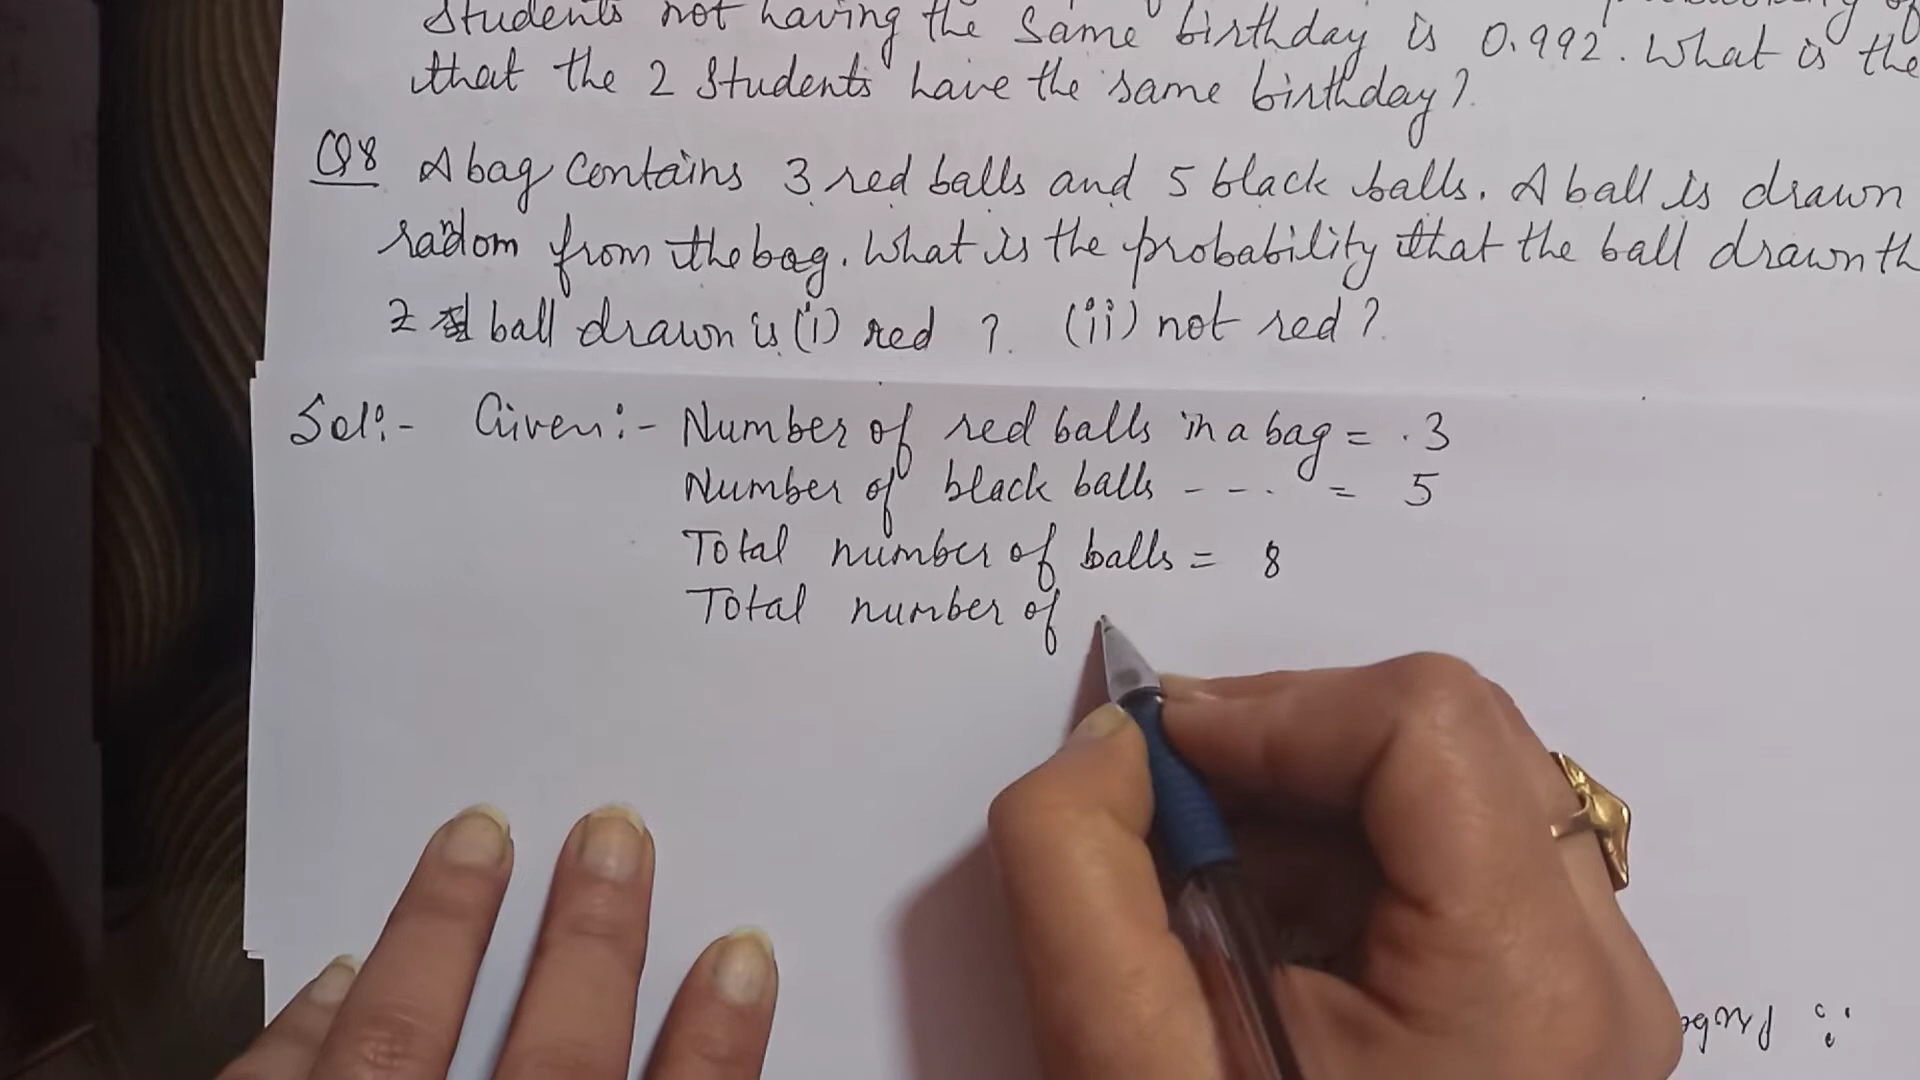 Students not having the same birthday is 0.992. What is the
that the 2 students have the same birthday?
Q8 A bag contains 3 red balls and 5 black balls. A ball is drawn
random from the bag. What is the probability that the ball drawn th
ball drawn is (i) red ? (ii) not red?
Sol:- Given:- Number of red balls in a bag = 3
Number of black balls - - - = 5
Total number of balls = 8
Total number of